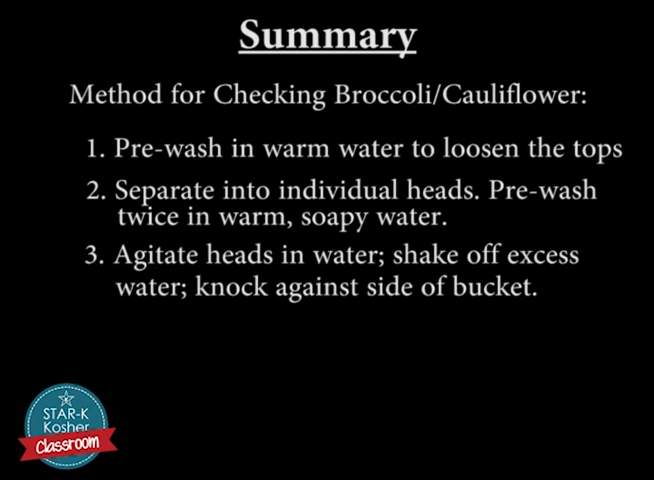 Summary
Method for Checking Broccoli/Cauliflower:
1. Pre-wash in warm water to loosen the tops
2. Separate into individual heads. Pre-wash
twice in warm, soapy water.
3. Agitate heads in water; shake off excess
water; knock against side of bucket.
STAR-K
Kosher
Classroom